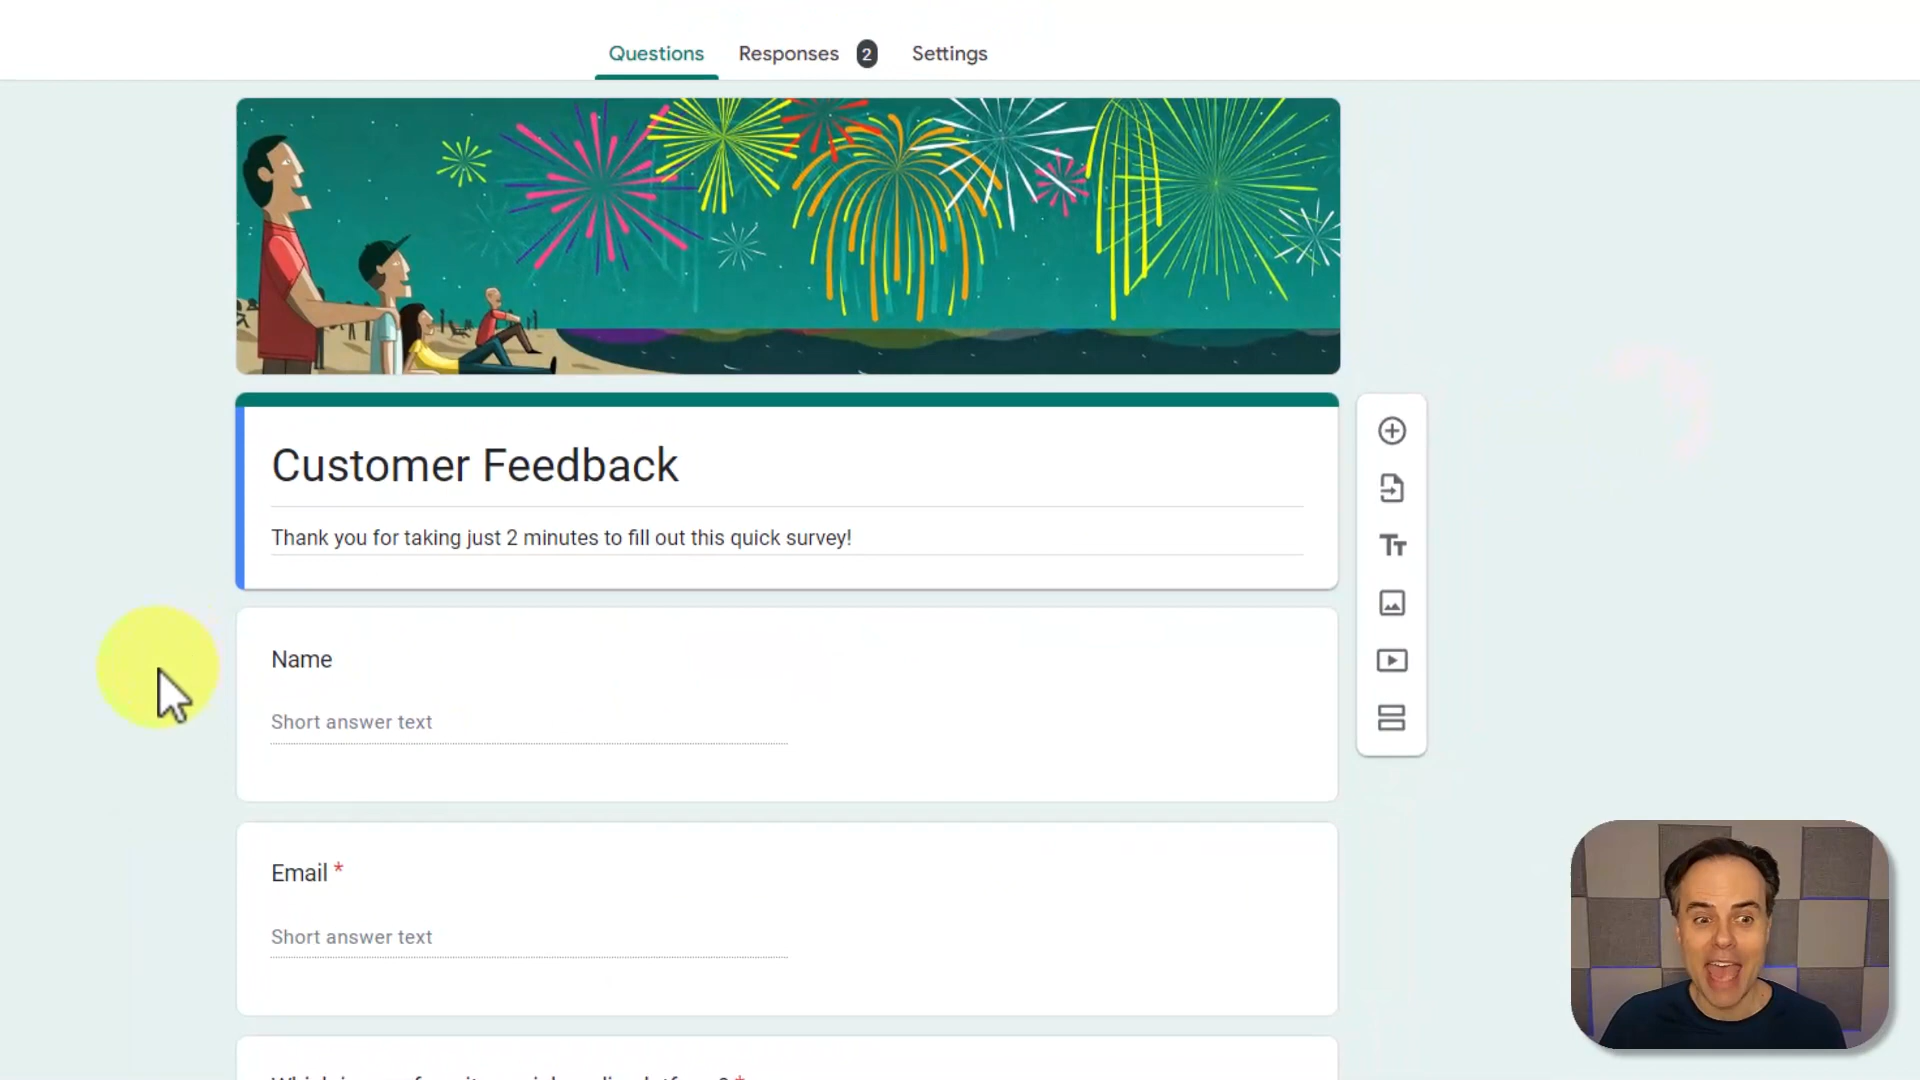 Questions Responses 2 Settings
Customer Feedback
Thank you for taking just 2 minutes to fill out this quick survey!
Name
Short answer text
Email *
Short answer text